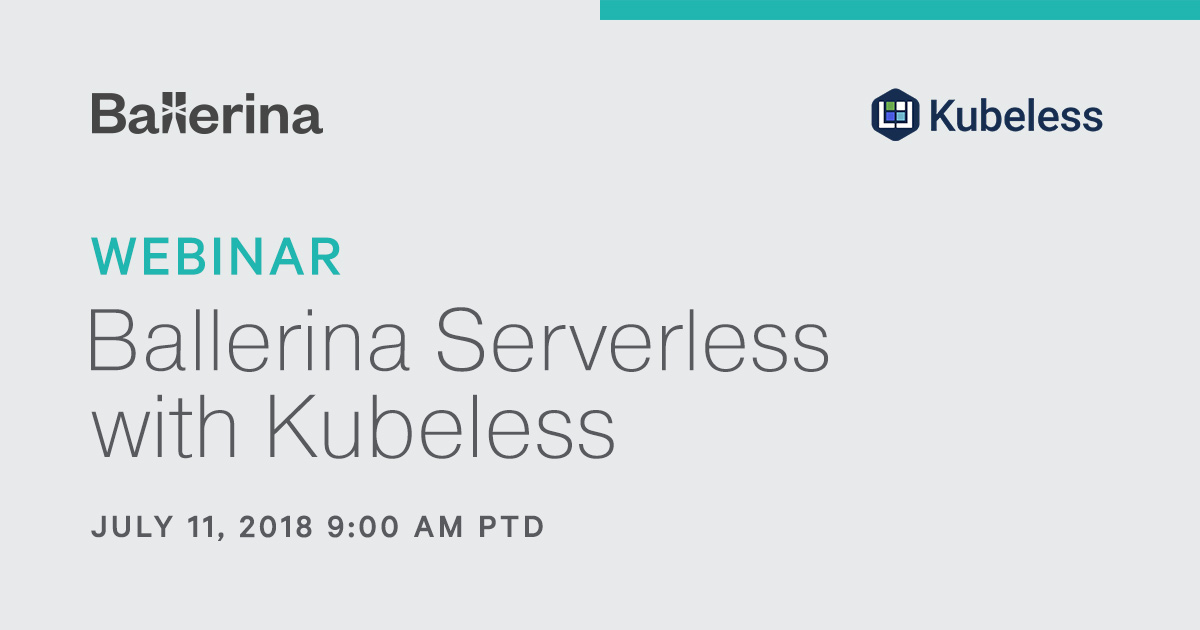 Ballerina
Kubeless
WEBINAR
Ballerina Serverless
with Kubeless
JULY 11, 2018 9:00 AM PTD